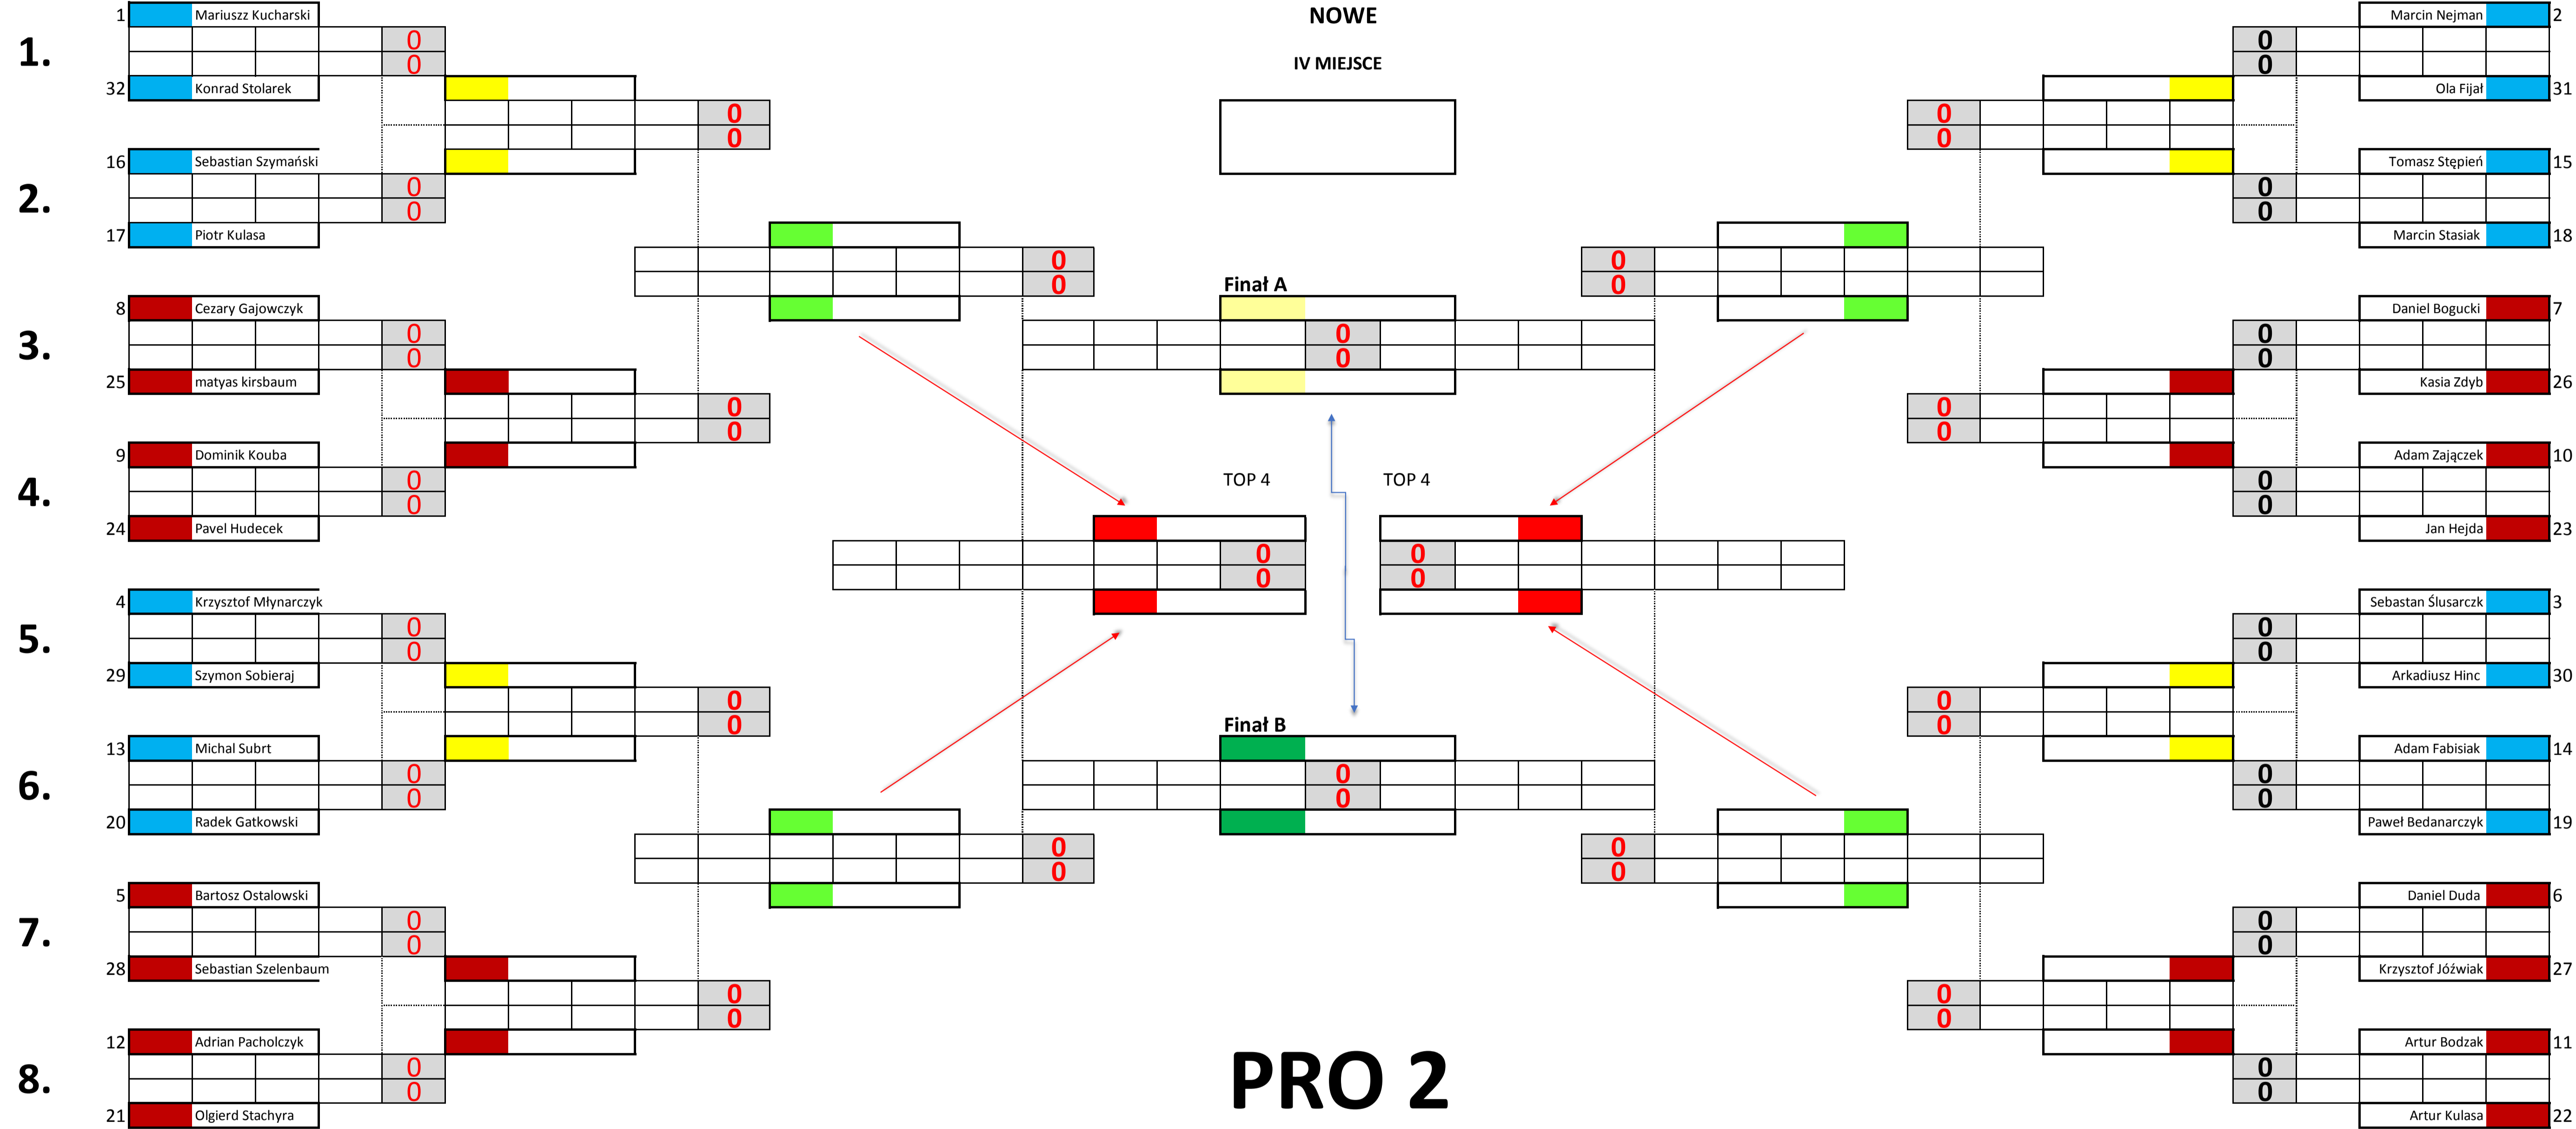 NOWE
IV MIEJSCE
1.
1 Mariuszz Kucharski
0
0
32 Konrad Stolarek
0
0
2.
16 Sebastian Szymański
0
0
17 Piotr Kulasa
0
0
3.
8 Cezary Gajowczyk
0
0
25 matyas kirsbaum
0
0
4.
9 Dominik Kouba
0
0
24 Pavel Hudecek
5.
4 Krzysztof Młynarczyk
0
0
29 Szymon Sobieraj
0
0
6.
13 Michal Subrt
0
0
20 Radek Gatkowski
0
0
7.
5 Bartosz Ostalowski
0
0
28 Sebastian Szelenbaum
0
0
8.
12 Adrian Pacholczyk
0
0
21 Olgierd Stachyra
Finał A
0
0
TOP 4
TOP 4
0
0
0
0
Finał B
0
0
PRO 2
Marcin Nejman 2
0
0
Ola Fijał 31
0
0
Tomasz Stępień 15
0
0
Marcin Stasiak 18
0
0
Daniel Bogucki 7
0
0
Kasia Zdyb 26
0
0
Adam Zajączek 10
0
0
Jan Hejda 23
Sebastan Ślusarczk 3
0
0
Arkadiusz Hinc 30
0
0
Adam Fabisiak 14
0
0
Paweł Bedanarczyk 19
0
0
Daniel Duda 6
0
0
Krzysztof Jóźwiak 27
0
0
Artur Bodzak 11
0
0
Artur Kulasa 22